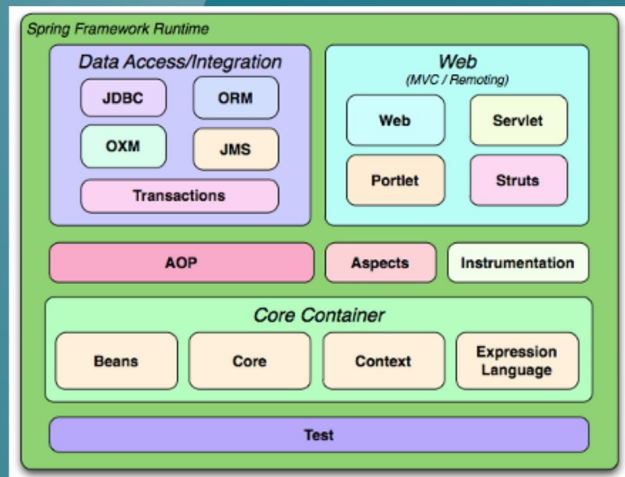 Spring Framework Runtime
Data Access/Integration
JDBC
ORM
OXM
JMS
Transactions
Web
(MVC / Remoting)
Web
Servlet
Portlet
Struts
AOP
Aspects
Instrumentation
Core Container
Beans
Core
Context
Expression
Language
Test